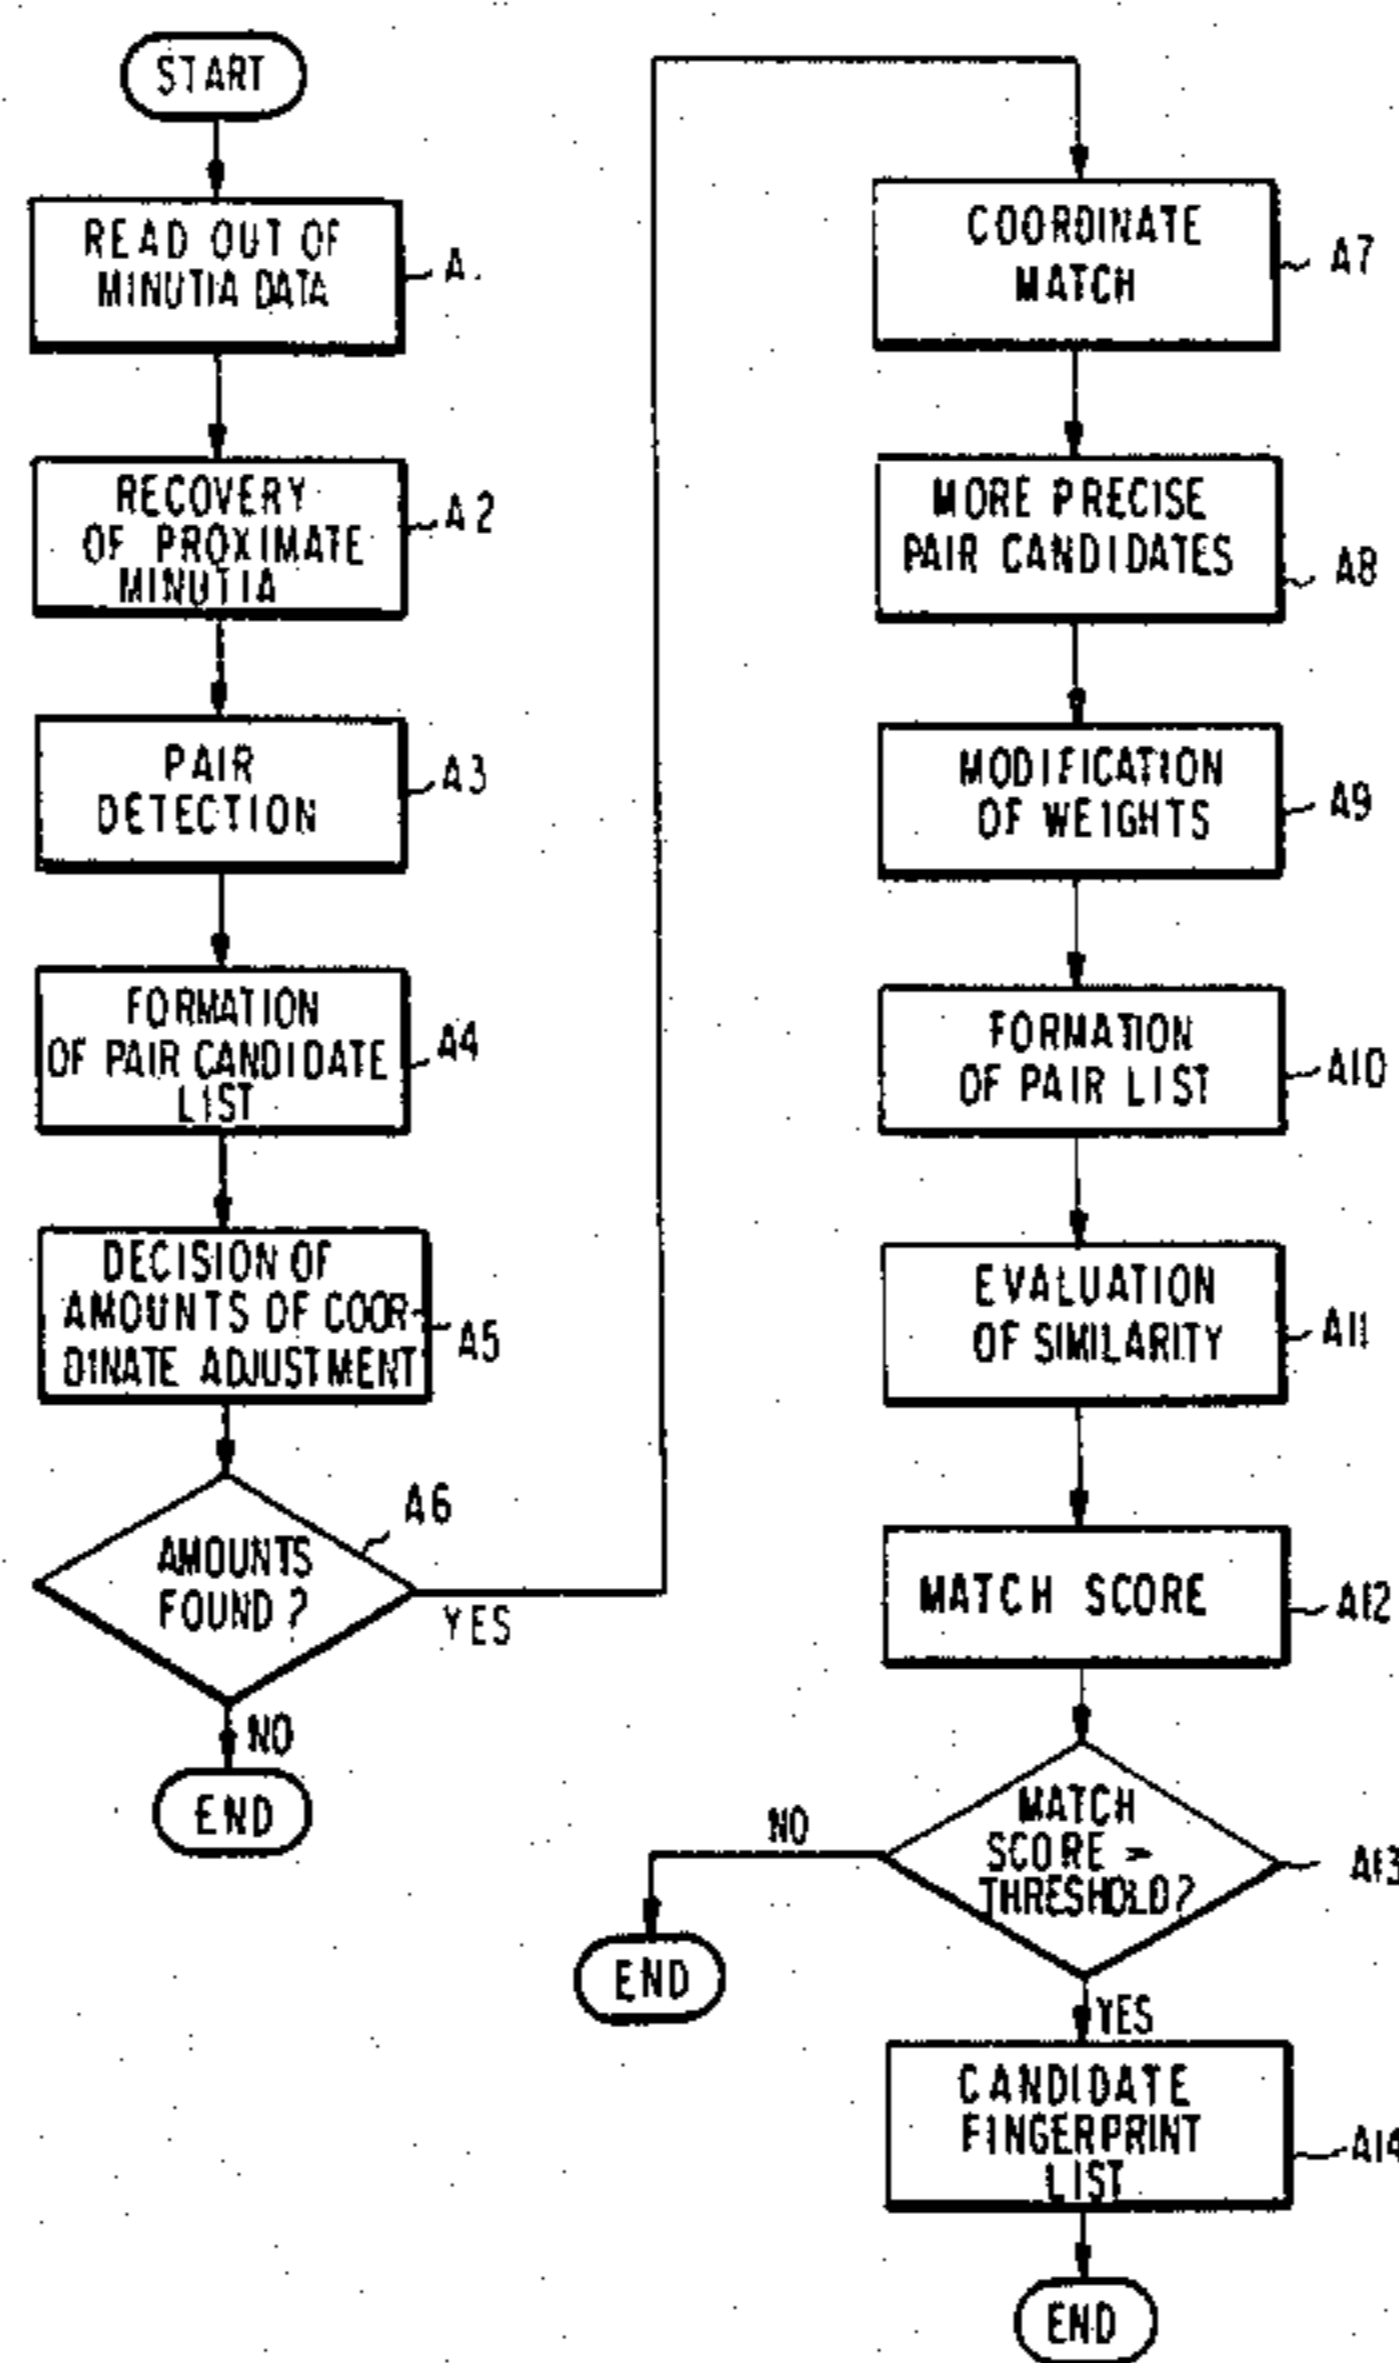 START
READ OUT OF
MINUTIA DATA
A
RECOVERY
OF PROXIMATE
MINUTIA
A2
PAIR
DETECTION
A3
FORMATION
OF PAIR CANDIDATE
LIST
A4
DECISION OF
AMOUNTS OF COOR-
DINATE ADJUSTMENT
A5
A6
AMOUNTS
FOUND?
YES
NO
END
COORDINATE
MATCH
A7
MORE PRECISE
PAIR CANDIDATES
A8
MODIFICATION
OF WEIGHTS
A9
FORMATION
OF PAIR LIST
A10
EVALUATION
OF SIMILARITY
A11
MATCH SCORE
A12
MATCH
SCORE >
THRESHOLD?
A13
NO
END
YES
CANDIDATE
FINGERPRINT
LIST
A14
END